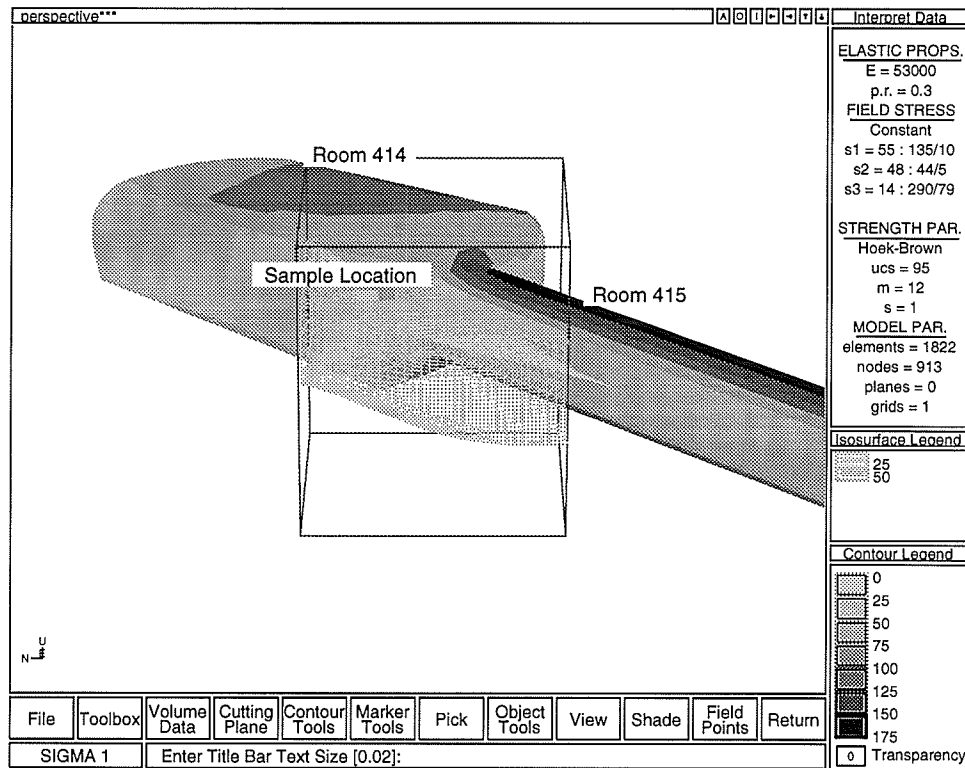 perspective***
A O I
Interpret Data
ELASTIC PROPS.
E = 53000
p.r. = 0.3
FIELD STRESS
Constant
s1 = 55 : 135/10
s2 = 48 : 44/5
s3 = 14 : 290/79
STRENGTH PAR.
Hoek-Brown
ucs = 95
m = 12
s = 1
MODEL PAR.
elements = 1822
nodes = 913
planes = 0
grids = 1
Room 414
Sample Location
Room 415
Isosurface Legend
25
50
Contour Legend
0
25
50
75
100
125
150
175
0 Transparency
U
N
File Toolbox Volume Data Cutting Plane Contour Tools Marker Tools Pick Object Tools View Shade Field Points Return
SIGMA 1 Enter Title Bar Text Size [0.02]: